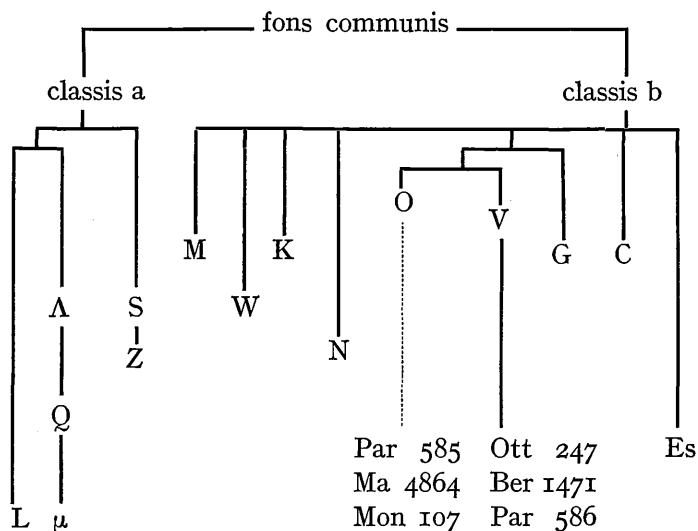 fons communis
classis a classis b
O V
M K G C
Λ S W
Z N
Q
Par 585 Ott 247 Es
Ma 4864 Ber 1471
L μ Mon 107 Par 586